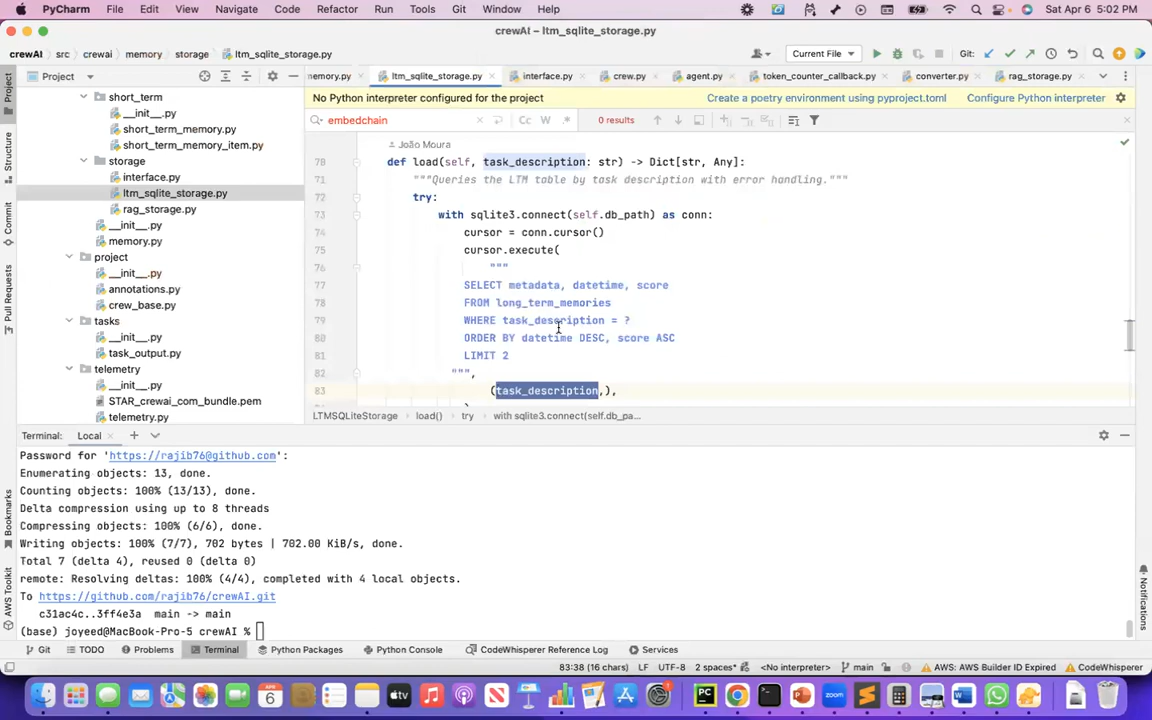 PyCharm File Edit View Navigate Code Refactor Run Tools Git Window Help Sat Apr 6 5:02 PM
crewAI – ltm_sqlite_storage.py
crewAI › src › crewai › memory › storage › ltm_sqlite_storage.py Current File Git:
Project
memory.py ltm_sqlite_storage.py interface.py crew.py agent.py token_counter_callback.py converter.py rag_storage.py
No Python interpreter configured for the project Create a poetry environment using pyproject.toml Configure Python interpreter
embedchain Cc W .* 0 results
short_term
__init__.py
short_term_memory.py
short_term_memory_item.py
storage
interface.py
ltm_sqlite_storage.py
rag_storage.py
__init__.py
memory.py
project
__init__.py
annotations.py
crew_base.py
tasks
__init__.py
task_output.py
telemetry
__init__.py
STAR_crewai_com_bundle.pem
telemetry.py
João Moura
70 def load(self, task_description: str) -> Dict[str, Any]:
71 """Queries the LTM table by task description with error handling."""
72 try:
73 with sqlite3.connect(self.db_path) as conn:
74 cursor = conn.cursor()
75 cursor.execute(
76 """
77 SELECT metadata, datetime, score
78 FROM long_term_memories
79 WHERE task_description = ?
80 ORDER BY datetime DESC, score ASC
81 LIMIT 2
82 """,
83 (task_description,),
LTMSQLiteStorage › load() › try › with sqlite3.connect(self.db_pa...
Terminal: Local
Password for 'https://rajib76@github.com':
Enumerating objects: 13, done.
Counting objects: 100% (13/13), done.
Delta compression using up to 8 threads
Compressing objects: 100% (6/6), done.
Writing objects: 100% (7/7), 702 bytes | 702.00 KiB/s, done.
Total 7 (delta 4), reused 0 (delta 0)
remote: Resolving deltas: 100% (4/4), completed with 4 local objects.
To https://github.com/rajib76/crewAI.git
c31ac4c..3ff4e3a main -> main
(base) joyeed@MacBook-Pro-5 crewAI %
Project
Structure
Commit
Pull Requests
Bookmarks
AWS Toolkit
Notifications
Git TODO Problems Terminal Python Packages Python Console CodeWhisperer Reference Log Services
83:38 (16 chars) LF UTF-8 2 spaces* <No interpreter> main AWS: AWS Builder ID Expired CodeWhisperer